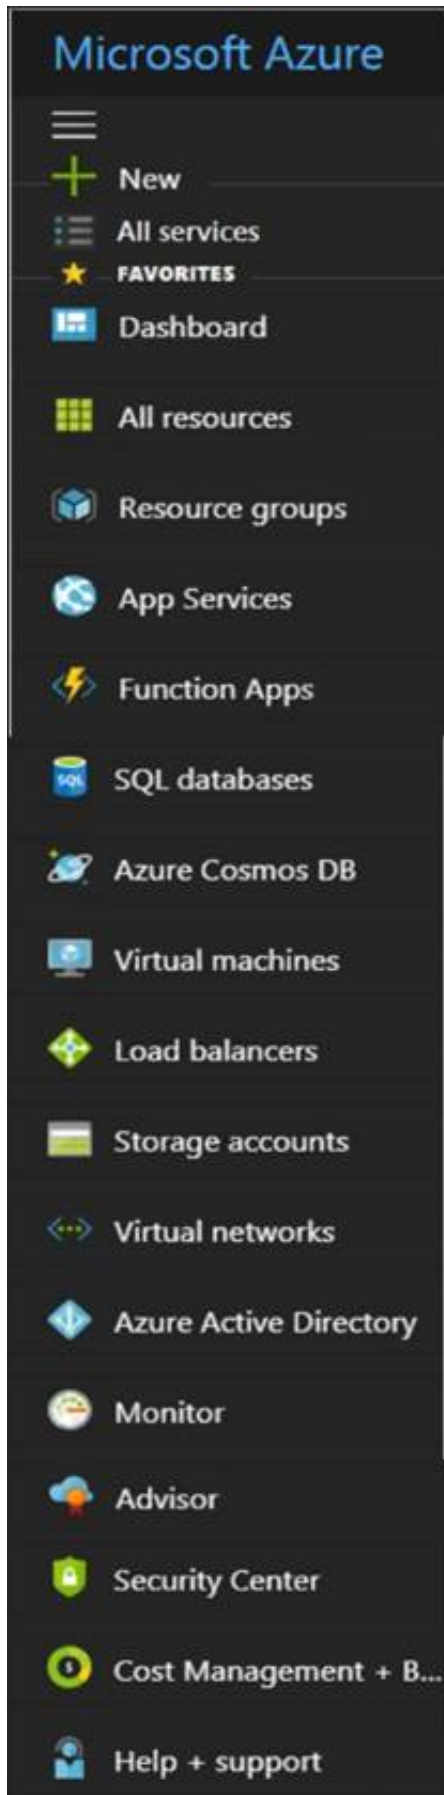 Microsoft Azure
New
All services
FAVORITES
Dashboard
All resources
Resource groups
App Services
Function Apps
SQL databases
Azure Cosmos DB
Virtual machines
Load balancers
Storage accounts
Virtual networks
Azure Active Directory
Monitor
Advisor
Security Center
Cost Management + B...
Help + support